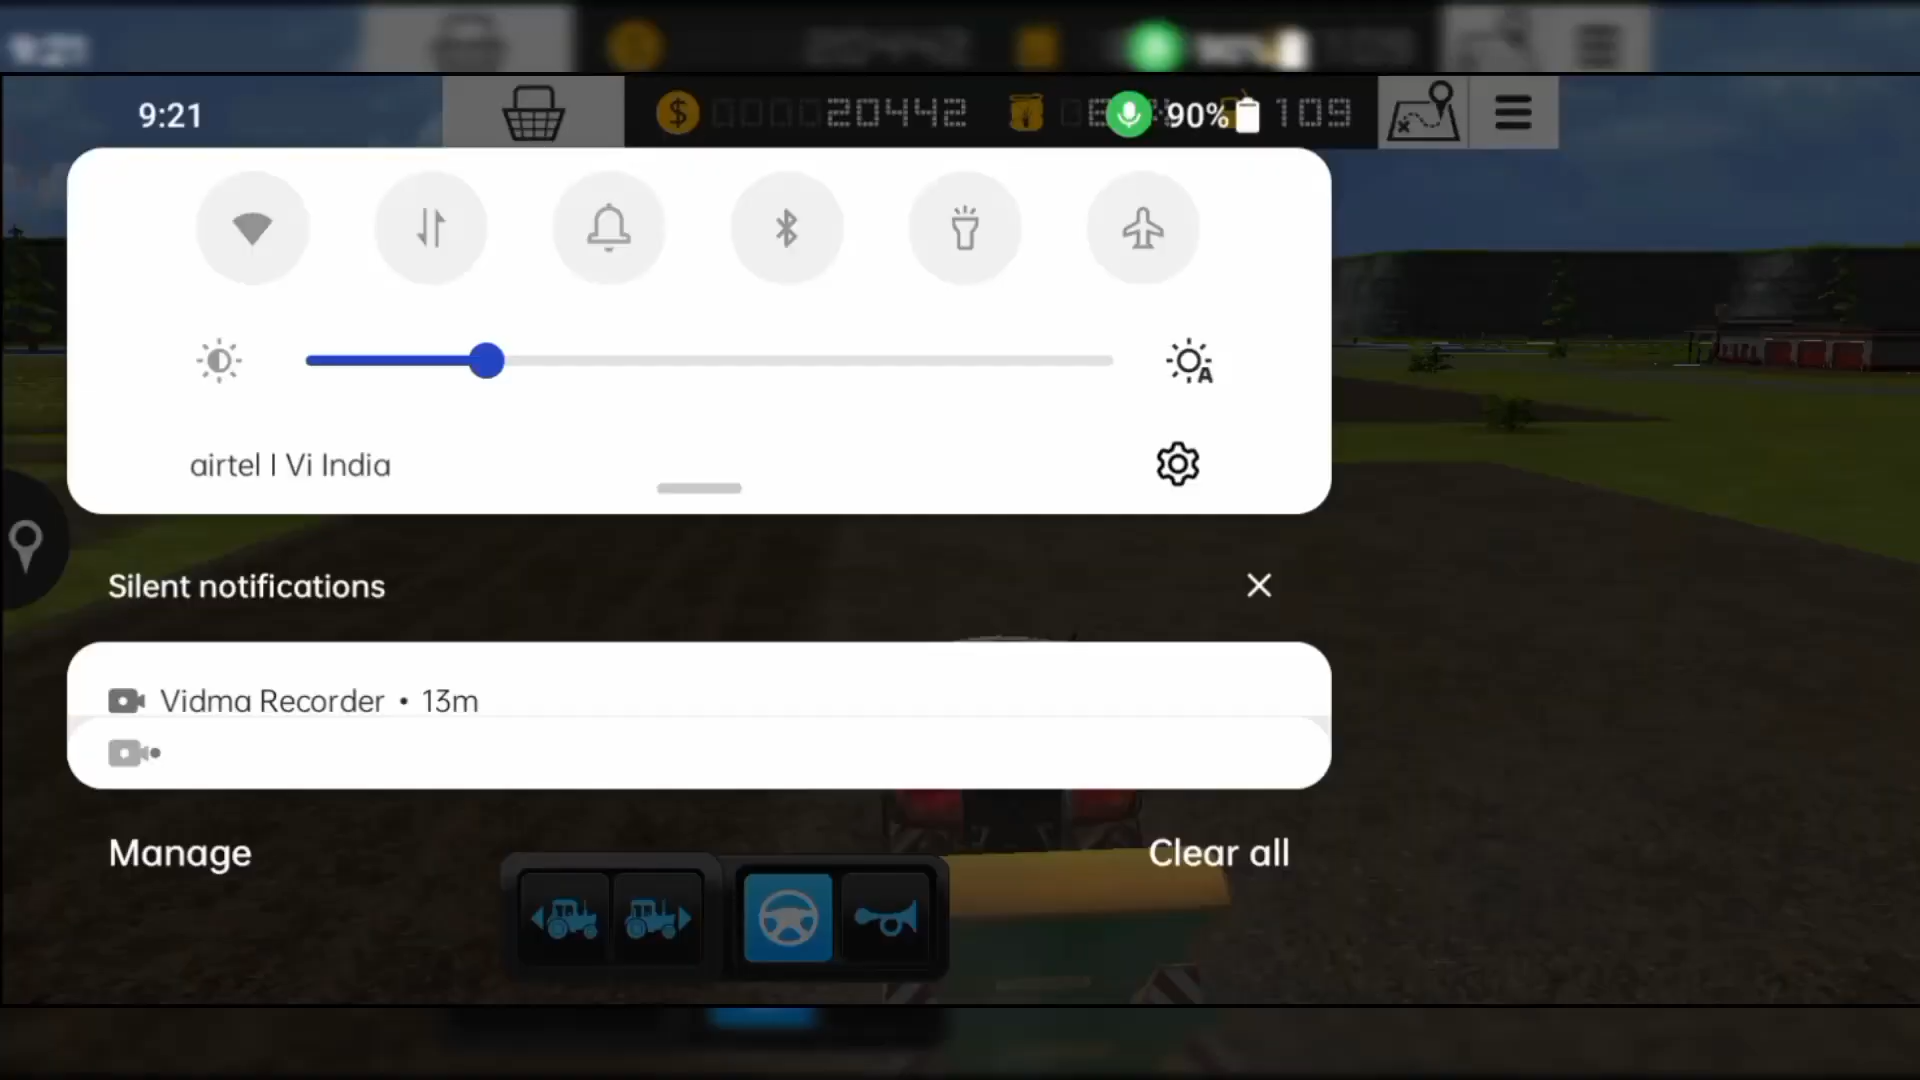 9:21
20442
90%
109
airtel | Vi India
Silent notifications
Vidma Recorder • 13m
Manage
Clear all